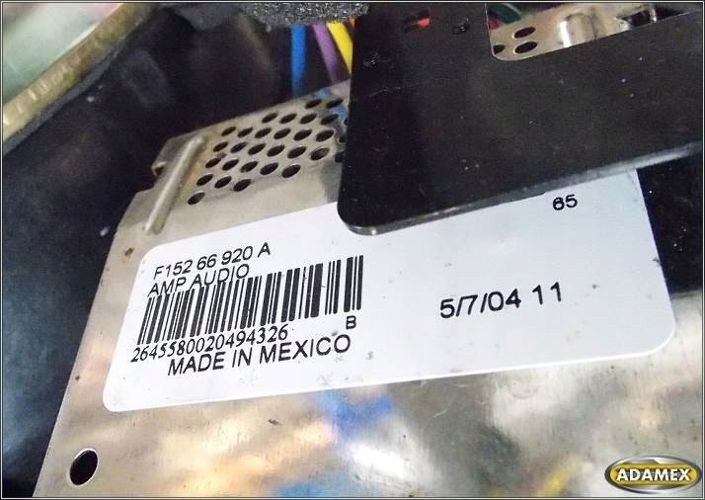 65
F152 66 920 A
AMP AUDIO
2645580020494326
B
MADE IN MEXICO
5/7/04 11
ADAMEX